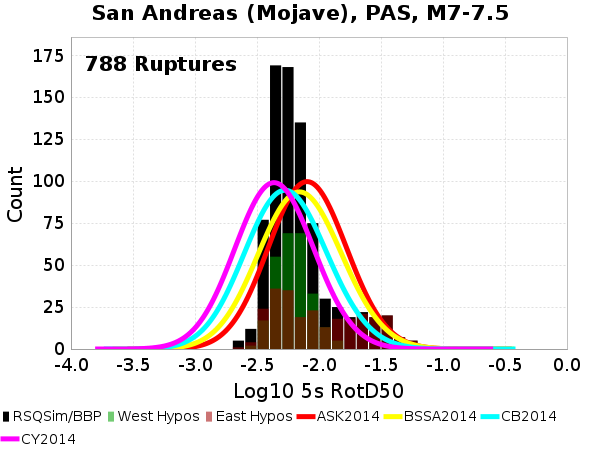 San Andreas (Mojave), PAS, M7-7.5
788 Ruptures
Count
175
150
125
100
75
50
25
0
-4.0 -3.5 -3.0 -2.5 -2.0 -1.5 -1.0 -0.5 0.0
Log10 5s RotD50
RSQSim/BBP West Hypos East Hypos ASK2014 BSSA2014 CB2014
CY2014